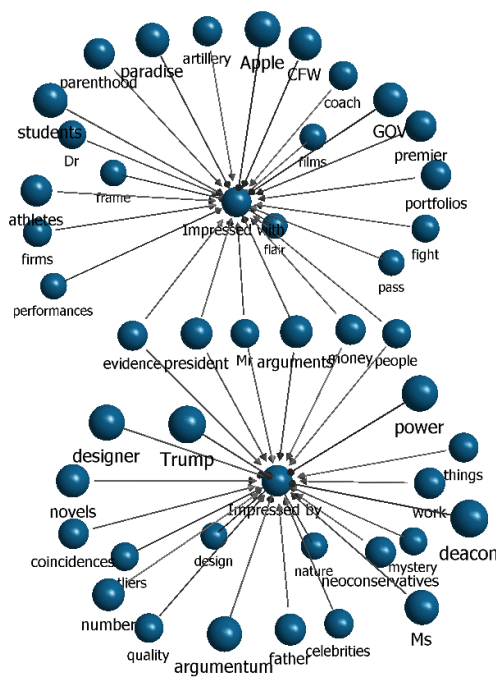 artillery
Apple
CFW
paradise
parenthood
coach
students
GOV
Dr
films
premier
frame
portfolios
athletes
Impressed with
flair
fight
firms
pass
performances
evidence
president
Mr
arguments
money
people
power
designer
Trump
things
novels
Impressed by
work
deacon
coincidences
design
nature
mystery
neoconservatives
tliers
number
Ms
quality
argumentum
father
celebrities